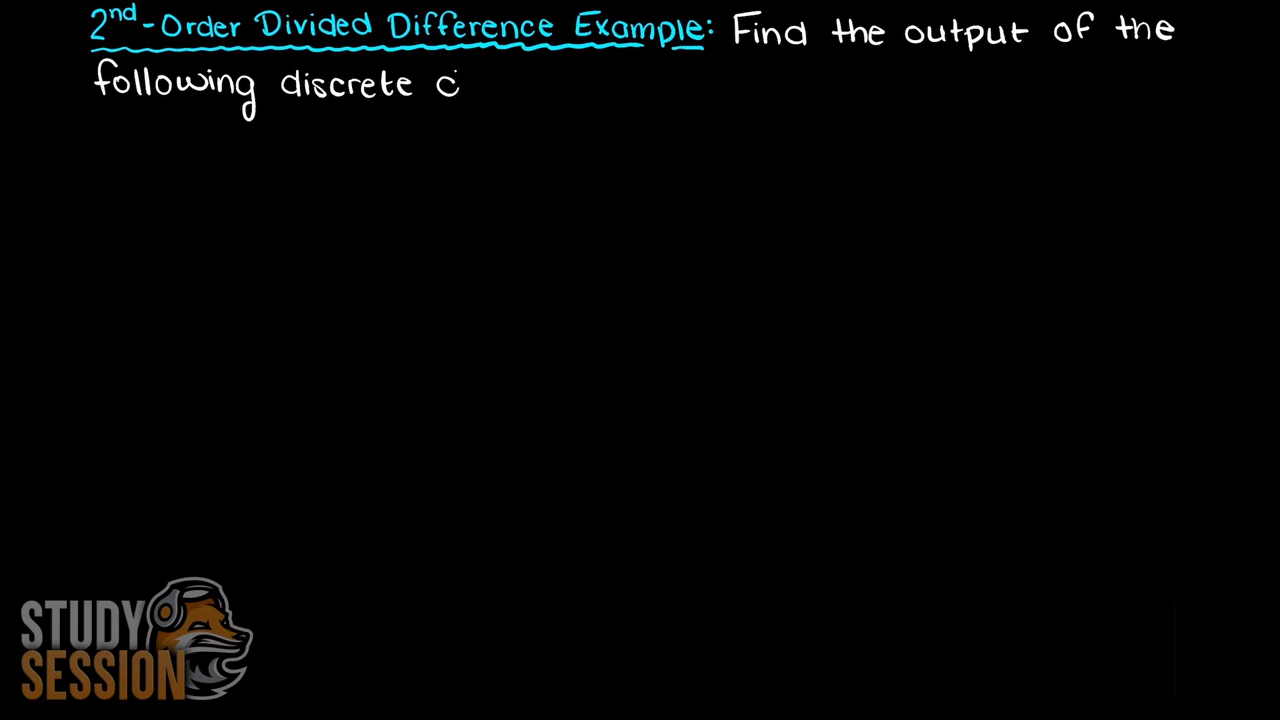 2nd-Order Divided Difference Example: Find the output of the
following discrete
STUDY
SESSION